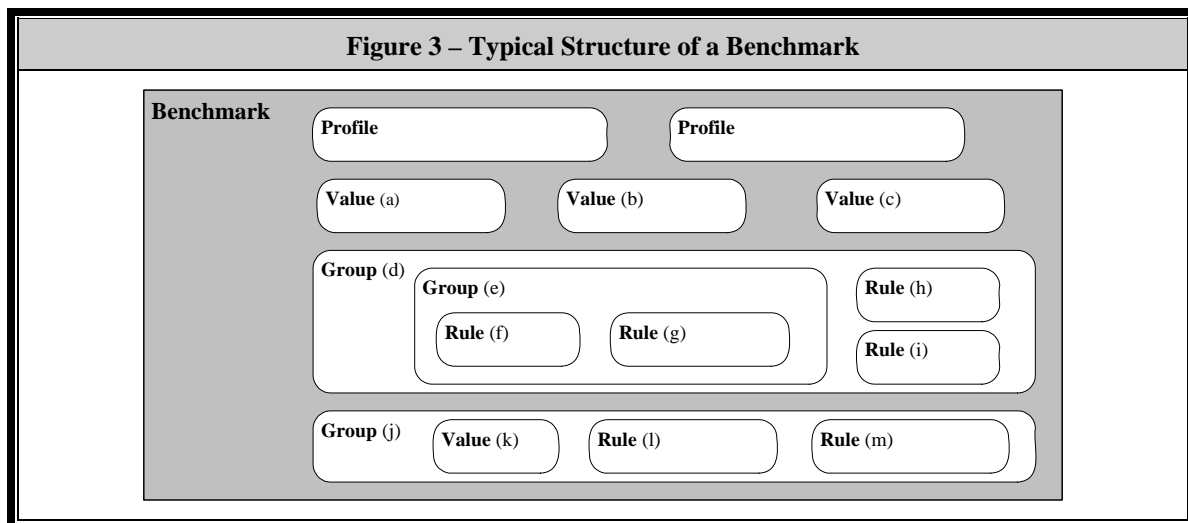 Figure 3 – Typical Structure of a Benchmark
Benchmark
Profile Profile
Value (a) Value (b) Value (c)
Group (d)
Group (e)
Rule (f) Rule (g)
Rule (h)
Rule (i)
Group (j) Value (k) Rule (l) Rule (m)